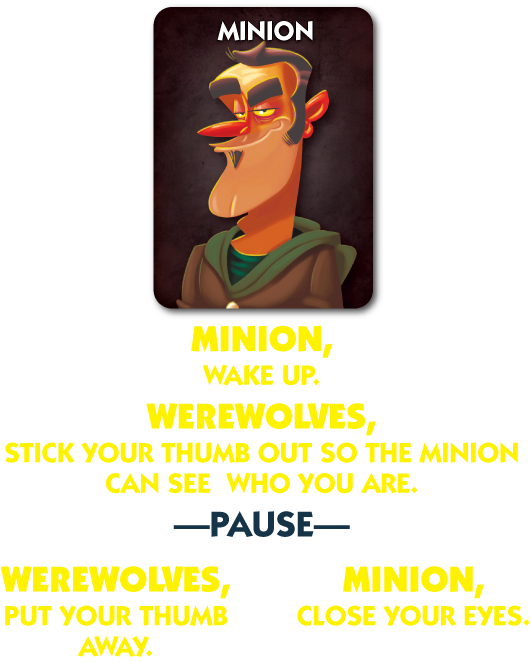 MINION
MINION,
WAKE UP.
WEREWOLVES,
STICK YOUR THUMB OUT SO THE MINION
CAN SEE WHO YOU ARE.
—PAUSE—
WEREWOLVES,
PUT YOUR THUMB
AWAY.
MINION,
CLOSE YOUR EYES.